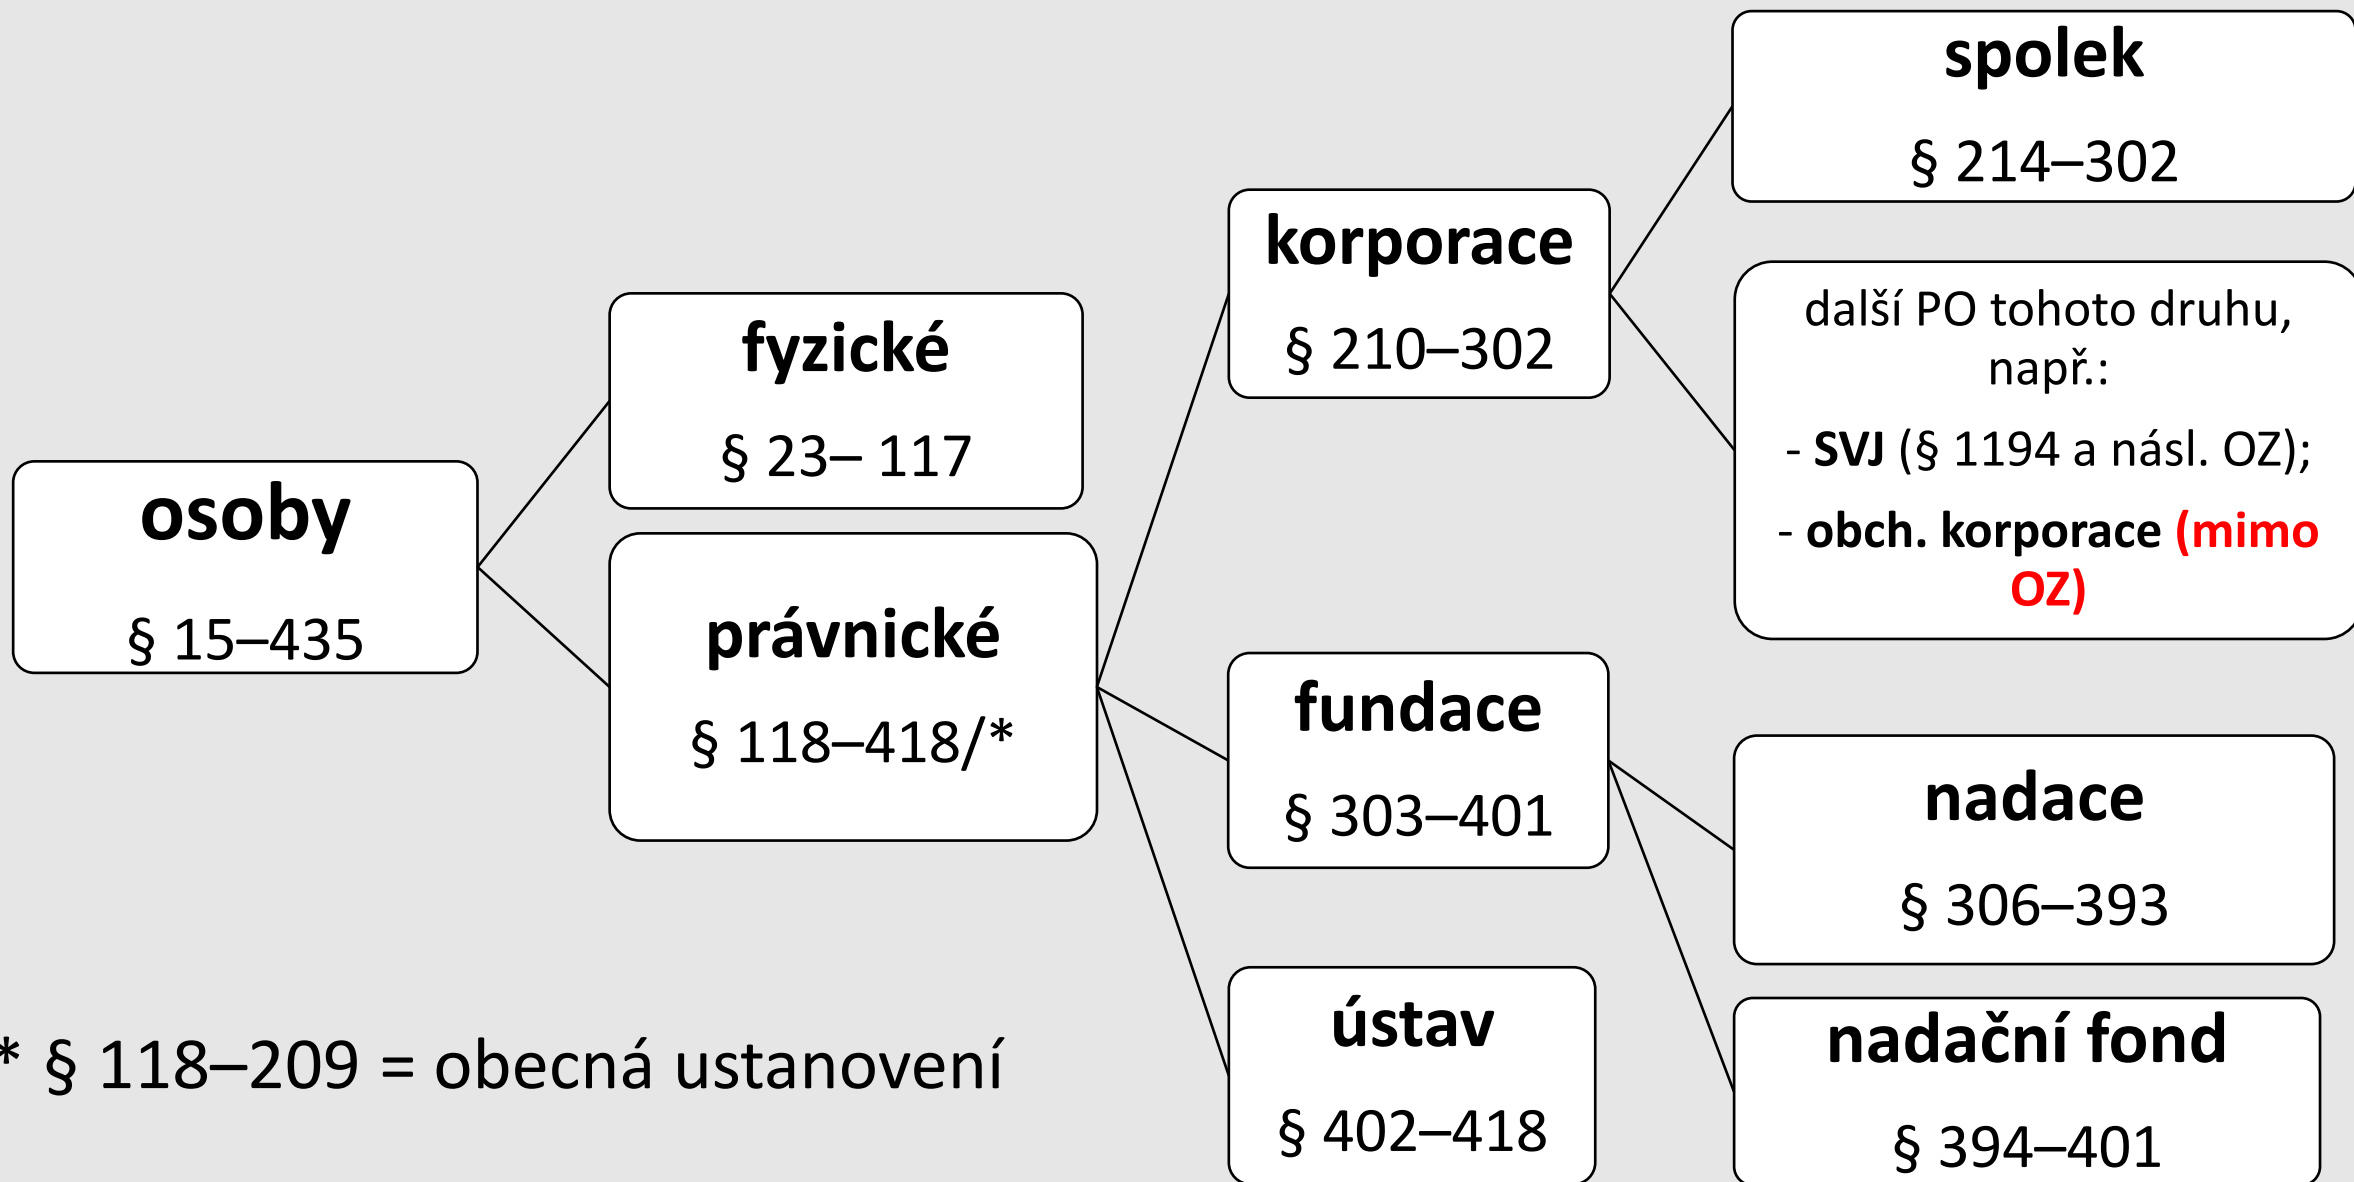 osoby
§ 15–435
fyzické
§ 23– 117
právnické
§ 118–418/*
korporace
§ 210–302
spolek
§ 214–302
další PO tohoto druhu,
např.:
- SVJ (§ 1194 a násl. OZ);
- obch. korporace (mimo
OZ)
fundace
§ 303–401
nadace
§ 306–393
nadační fond
§ 394–401
ústav
§ 402–418
* § 118–209 = obecná ustanovení